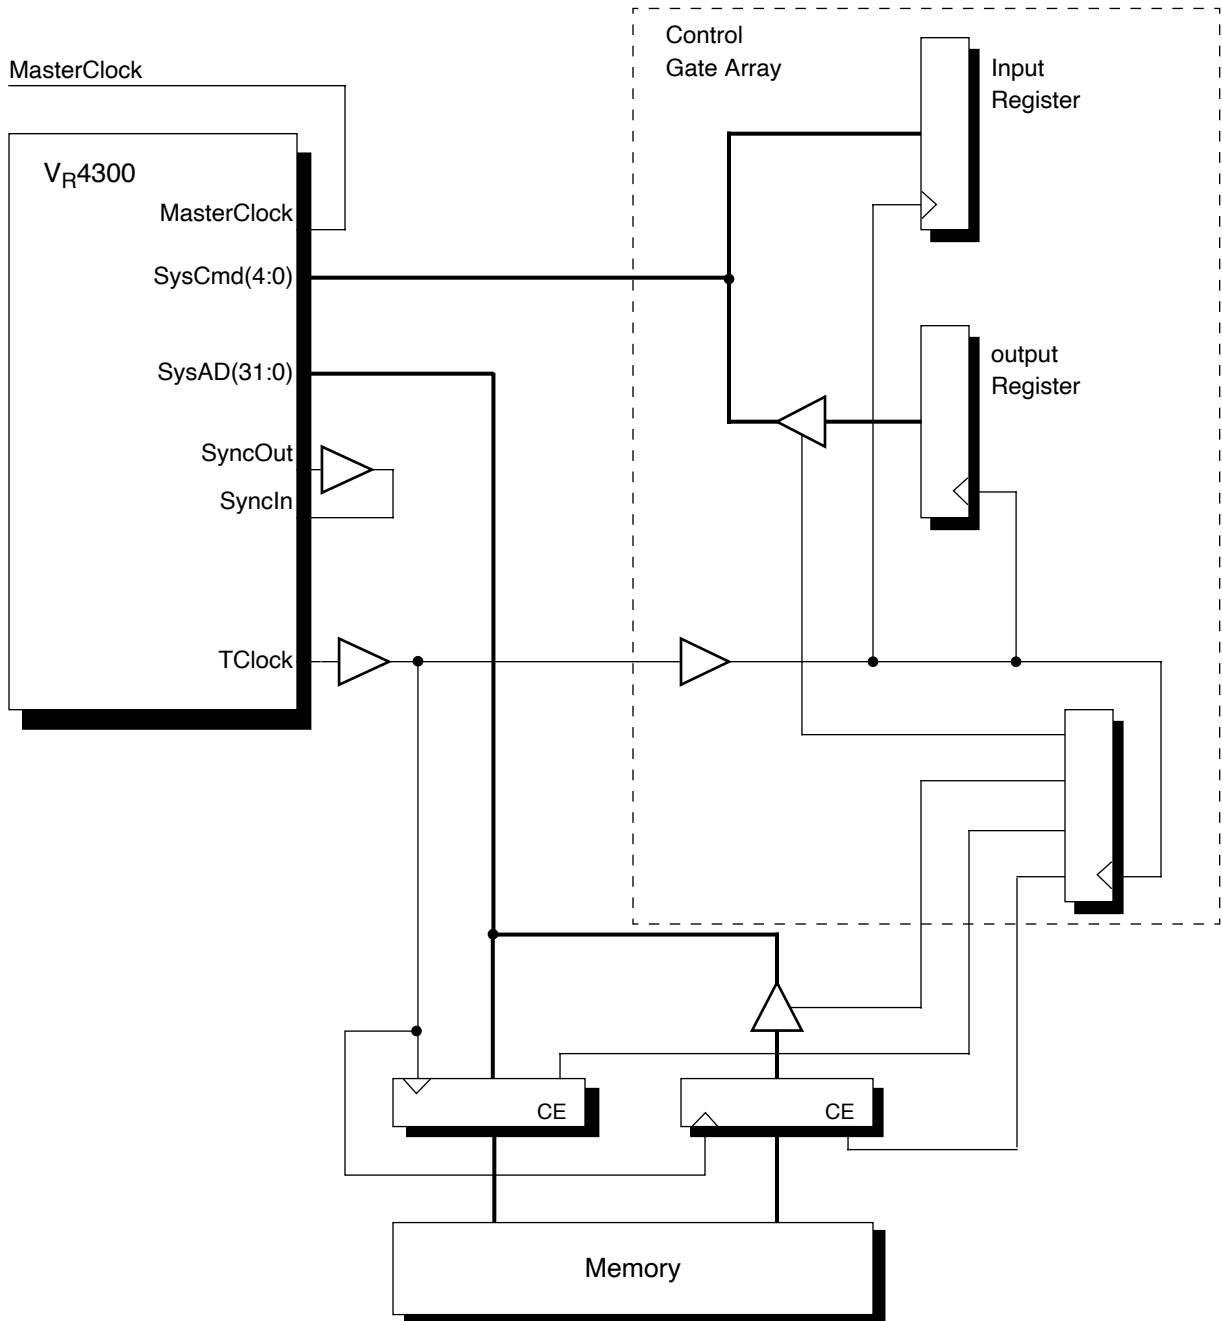 Control
Gate Array
Input
Register
MasterClock
VR4300
MasterClock
SysCmd(4:0)
output
Register
SysAD(31:0)
SyncOut
SyncIn
TClock
CE
CE
Memory